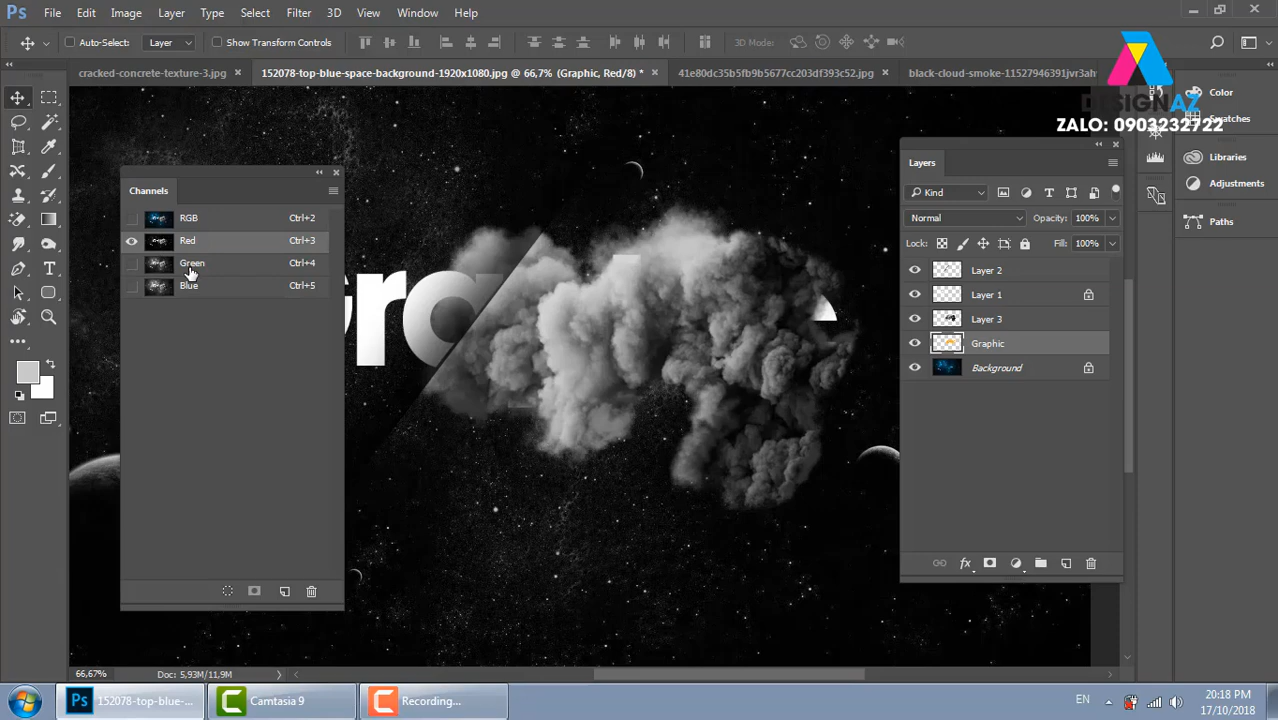 Ps File Edit Image Layer Type Select Filter 3D View Window Help
Auto-Select: Layer Show Transform Controls 3D Mode:
cracked-concrete-texture-3.jpg × 152078-top-blue-space-background-1920x1080.jpg @ 66,7% (Graphic, Red/8) * × 41e80dc35b5fb9b5677cc203df393c52.jpg × black-cloud-smoke-11527946391jvr3ahv
DESIGNAZ
ZALO: 0903232722
Color
Swatches
Libraries
Adjustments
Paths
Channels
RGB Ctrl+2
Red Ctrl+3
Green Ctrl+4
Blue Ctrl+5
Layers
Kind
Normal Opacity: 100%
Lock: Fill: 100%
Layer 2
Layer 1
Layer 3
Graphic
Background
fx
66,67% Doc: 5,93M/11,9M
Ps 152078-top-blue-... C Camtasia 9 C Recording...
EN
20:18 PM
17/10/2018